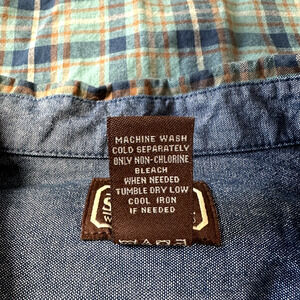 MACHINE WASH
COLD SEPARATELY
ONLY NON-CHLORINE
BLEACH
WHEN NEEDED
TUMBLE DRY LOW
COOL IRON
IF NEEDED